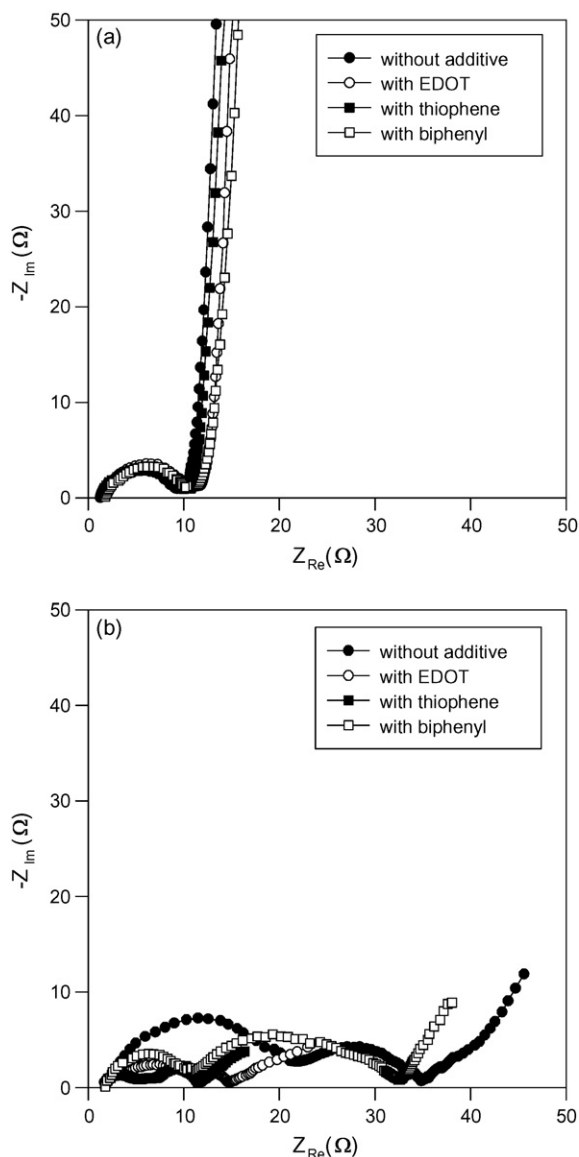 (a)
without additive
with EDOT
with thiophene
with biphenyl
50
40
30
20
10
0
-Z Im (Ω)
0 10 20 30 40 50
Z Re (Ω)
(b)
without additive
with EDOT
with thiophene
with biphenyl
50
40
30
20
10
0
-Z Im (Ω)
0 10 20 30 40 50
Z Re (Ω)